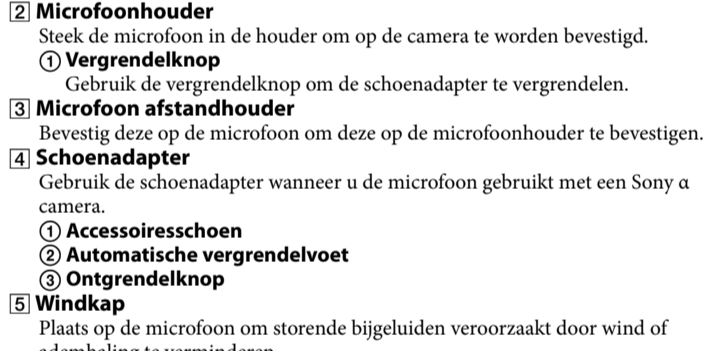 2 Microfoonhouder
Steek de microfoon in de houder om op de camera te worden bevestigd.
① Vergrendelknop
Gebruik de vergrendelknop om de schoenadapter te vergrendelen.
3 Microfoon afstandhouder
Bevestig deze op de microfoon om deze op de microfoonhouder te bevestigen.
4 Schoenadapter
Gebruik de schoenadapter wanneer u de microfoon gebruikt met een Sony α
camera.
① Accessoiresschoen
② Automatische vergrendelvoet
③ Ontgrendelknop
5 Windkap
Plaats op de microfoon om storende bijgeluiden veroorzaakt door wind of
ademhaling te verminderen